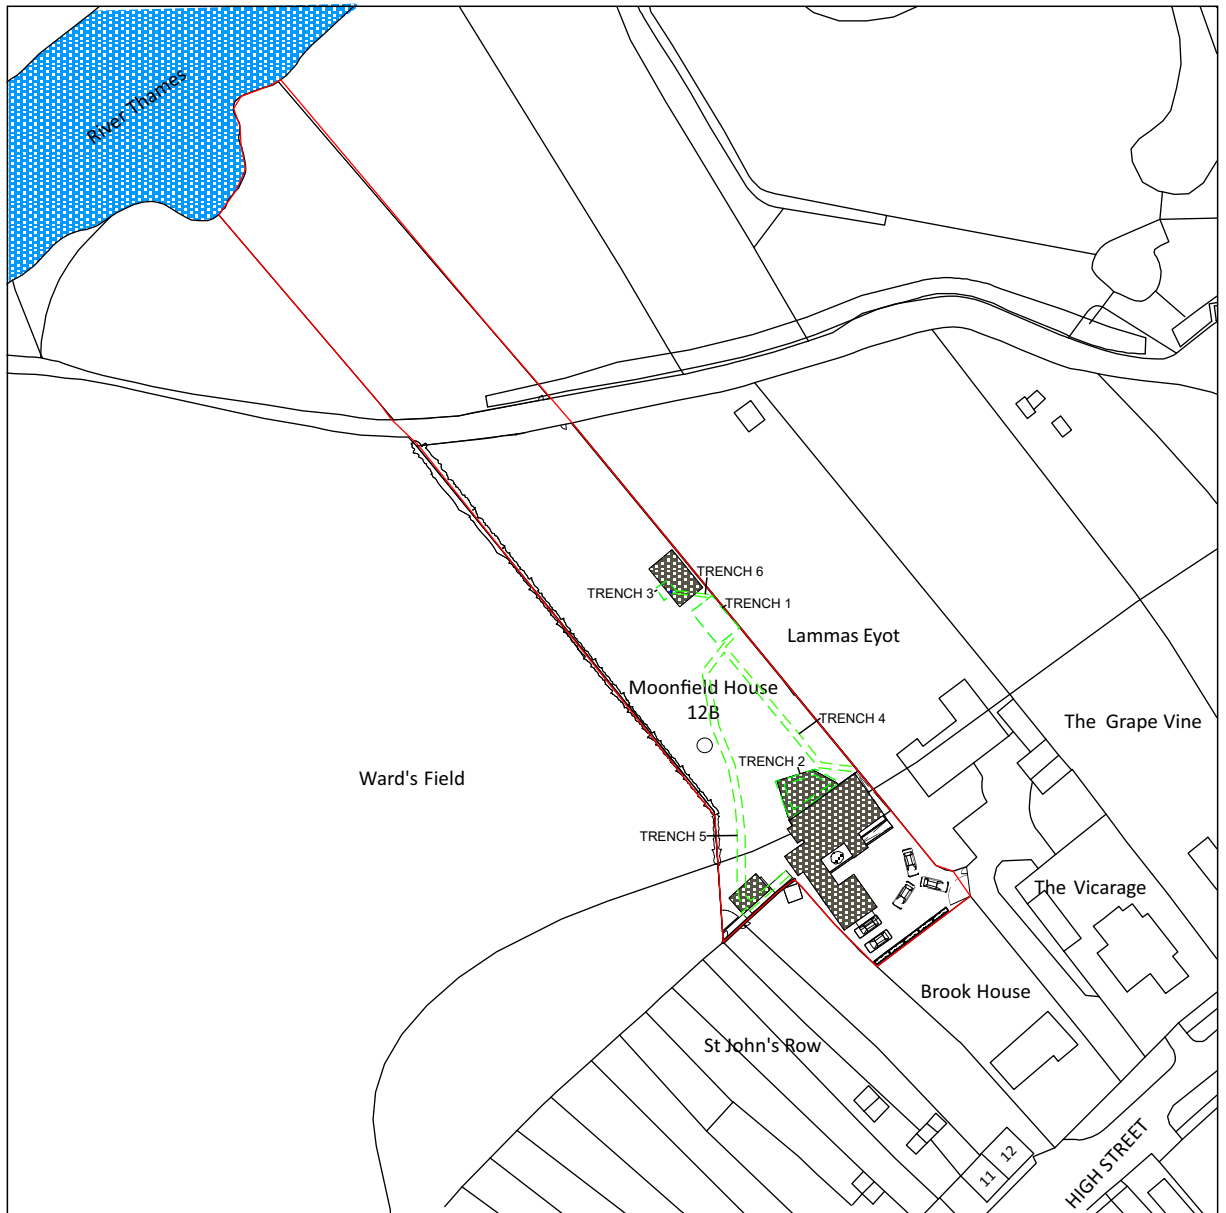 River Thames
TRENCH 6
TRENCH 3
TRENCH 1
Lammas Eyot
Moonfield House
12B
TRENCH 4
The Grape Vine
TRENCH 2
Ward's Field
TRENCH 5
The Vicarage
Brook House
St John's Row
11
12
HIGH STREET